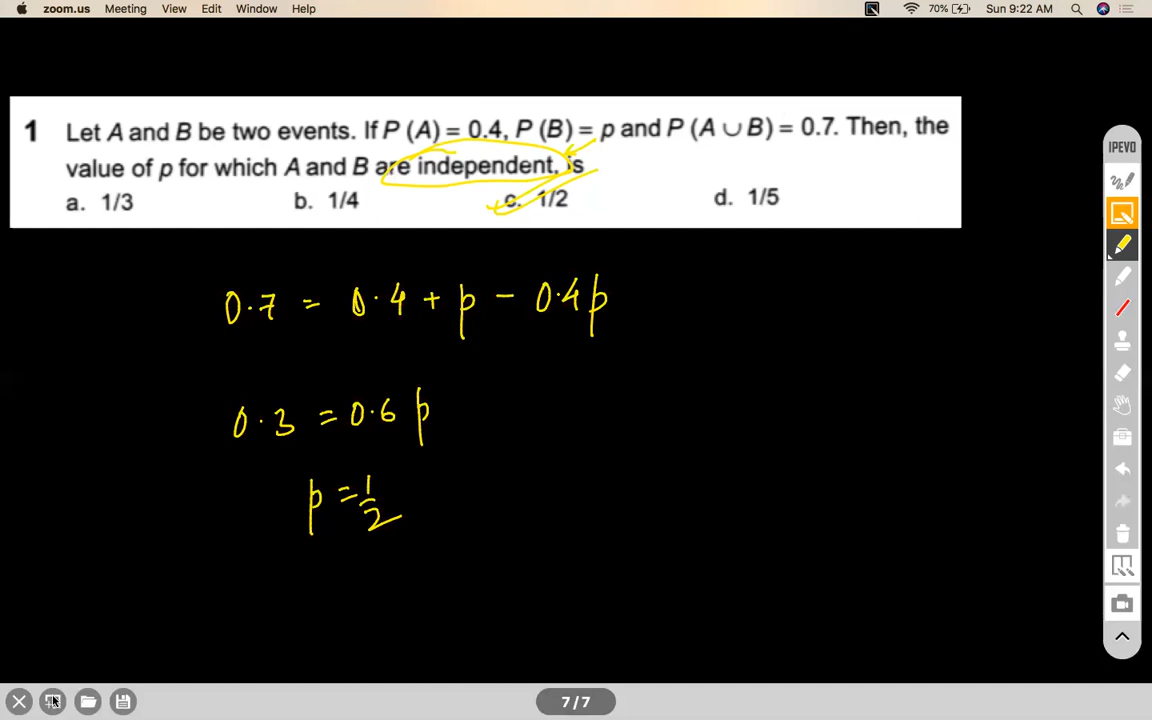 zoom.us Meeting View Edit Window Help 70% Sun 9:22 AM
1 Let A and B be two events. If P (A) = 0.4, P (B) = p and P (A ∪ B) = 0.7. Then, the
value of p for which A and B are independent, is
a. 1/3 b. 1/4 c. 1/2 d. 1/5
IPEVO
0.7 = 0.4 + p - 0.4p
0.3 = 0.6 p
p = 1/2
7/7